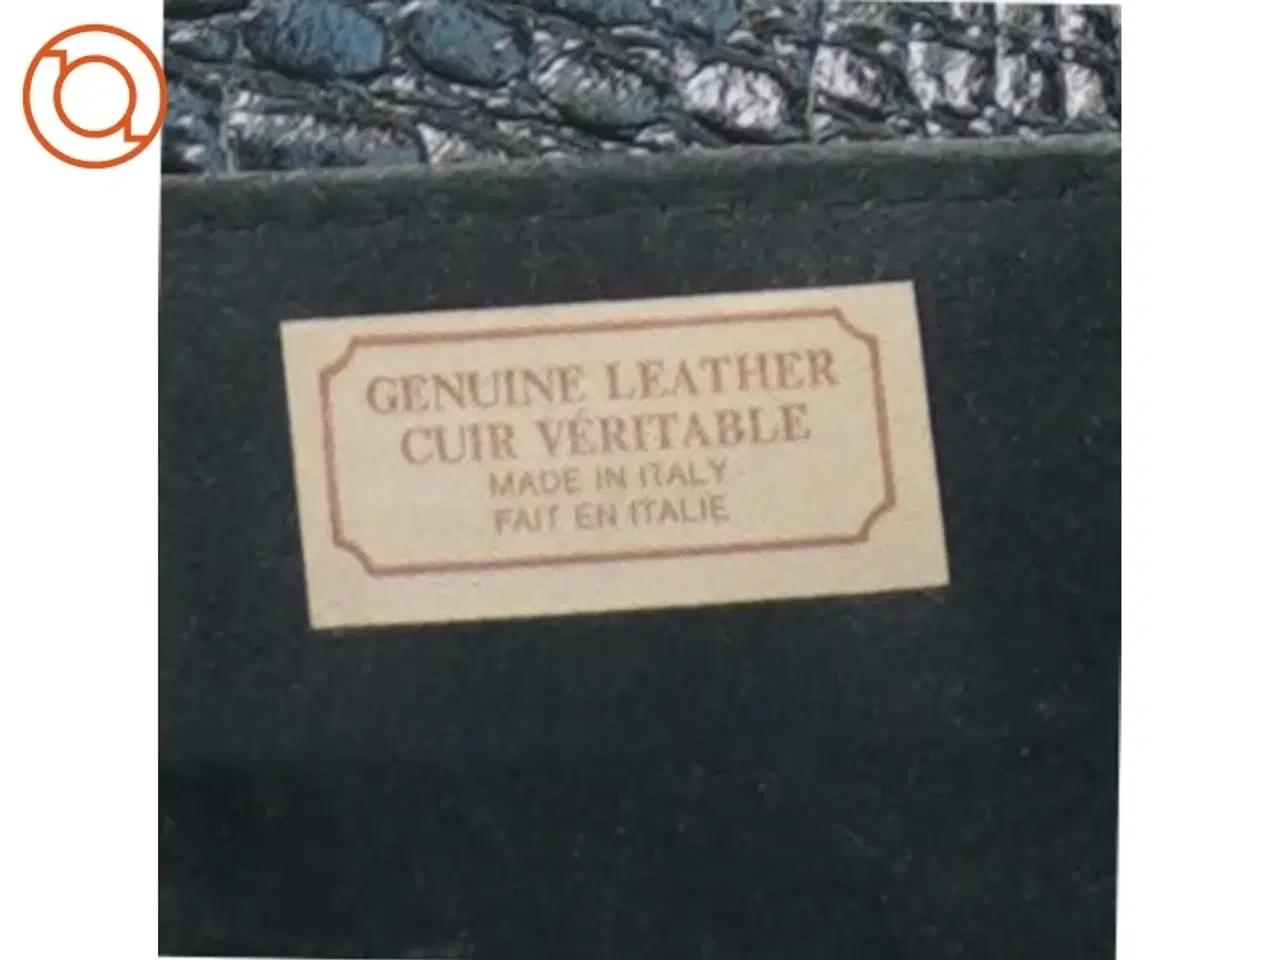 GENUINE LEATHER
CUIR VÉRITABLE
MADE IN ITALY
FAIT EN ITALIE